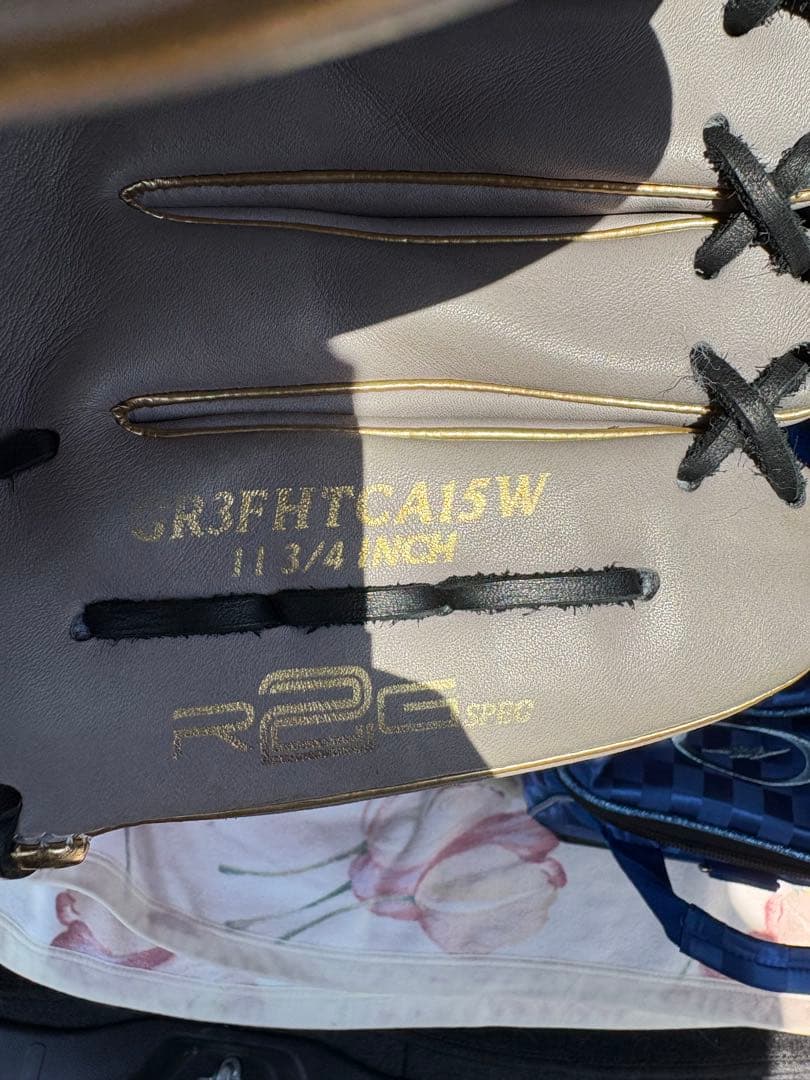 GR3FHTCA15W
11 3/4 INCH
R2G SPEC